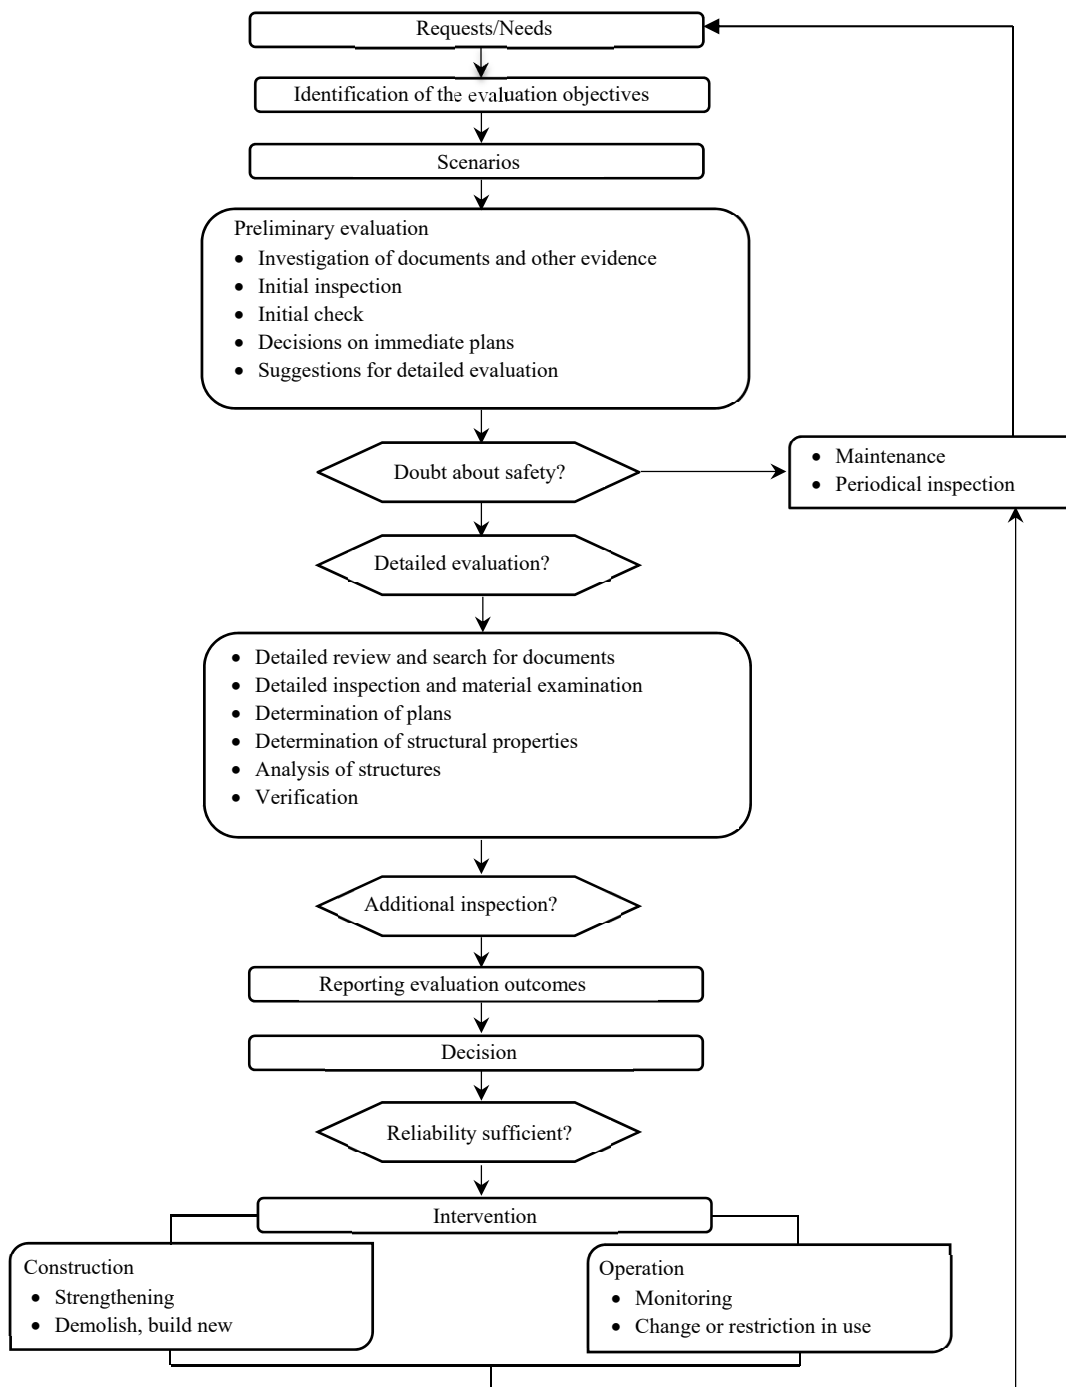 Requests/Needs
Identification of the evaluation objectives
Scenarios
Preliminary evaluation
• Investigation of documents and other evidence
• Initial inspection
• Initial check
• Decisions on immediate plans
• Suggestions for detailed evaluation
Doubt about safety?
• Maintenance
• Periodical inspection
Detailed evaluation?
• Detailed review and search for documents
• Detailed inspection and material examination
• Determination of plans
• Determination of structural properties
• Analysis of structures
• Verification
Additional inspection?
Reporting evaluation outcomes
Decision
Reliability sufficient?
Intervention
Construction
• Strengthening
• Demolish, build new
Operation
• Monitoring
• Change or restriction in use